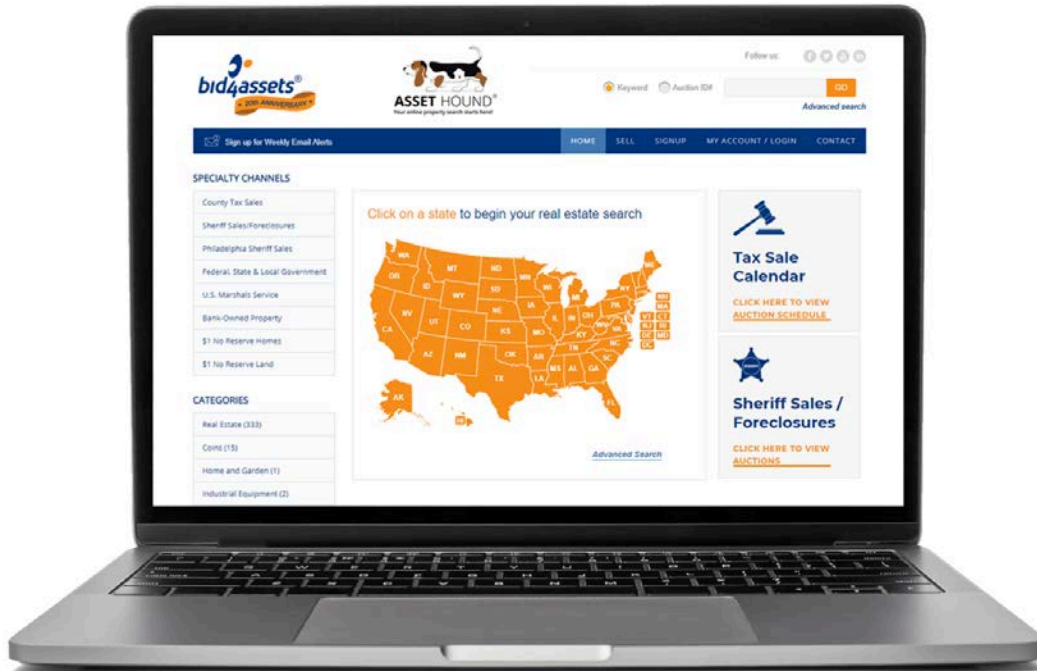 bid4assets®
20th ANNIVERSARY
ASSET HOUND®
Your online property search starts here!
Follow us:
Keyword
Auction ID#
GO
Advanced search
Sign up for Weekly Email Alerts
HOME
SELL
SIGNUP
MY ACCOUNT / LOGIN
CONTACT
SPECIALTY CHANNELS
County Tax Sales
Sheriff Sales/Foreclosures
Philadelphia Sheriff Sales
Federal, State & Local Government
U.S. Marshals Service
Bank-Owned Property
$1 No Reserve Homes
$1 No Reserve Land
CATEGORIES
Real Estate (333)
Coins (15)
Home and Garden (1)
Industrial Equipment (2)
Click on a state to begin your real estate search
WA
OR
CA
NV
ID
MT
WY
UT
AZ
CO
NM
ND
SD
NE
KS
OK
TX
MN
IA
MO
AR
LA
WI
IL
MS
MI
IN
KY
TN
AL
OH
WV
VA
NC
SC
GA
FL
PA
NY
ME
NH
MA
VT
CT
NJ
RI
DE
MD
DC
AK
HI
Advanced Search
Tax Sale
Calendar
CLICK HERE TO VIEW
AUCTION SCHEDULE
Sheriff Sales /
Foreclosures
CLICK HERE TO VIEW
AUCTIONS